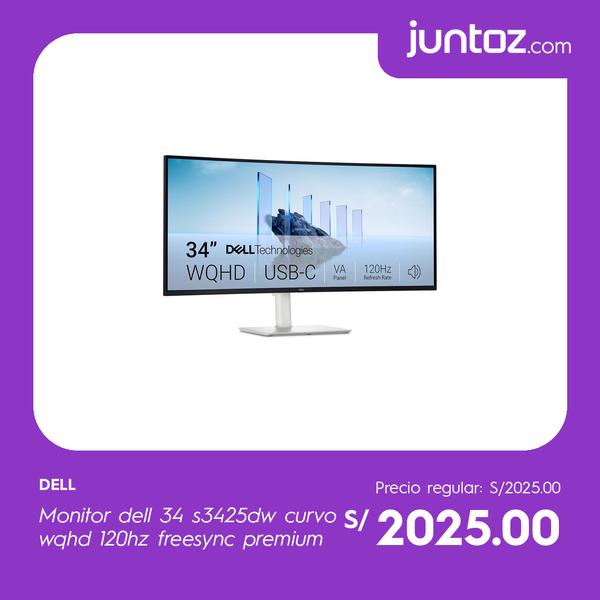 juntoz.com
34” DELLTechnologies
WQHD USB-C VA Panel 120Hz Refresh Rate
DELL
Precio regular: S/2025.00
Monitor dell 34 s3425dw curvo
wqhd 120hz freesync premium
S/ 2025.00